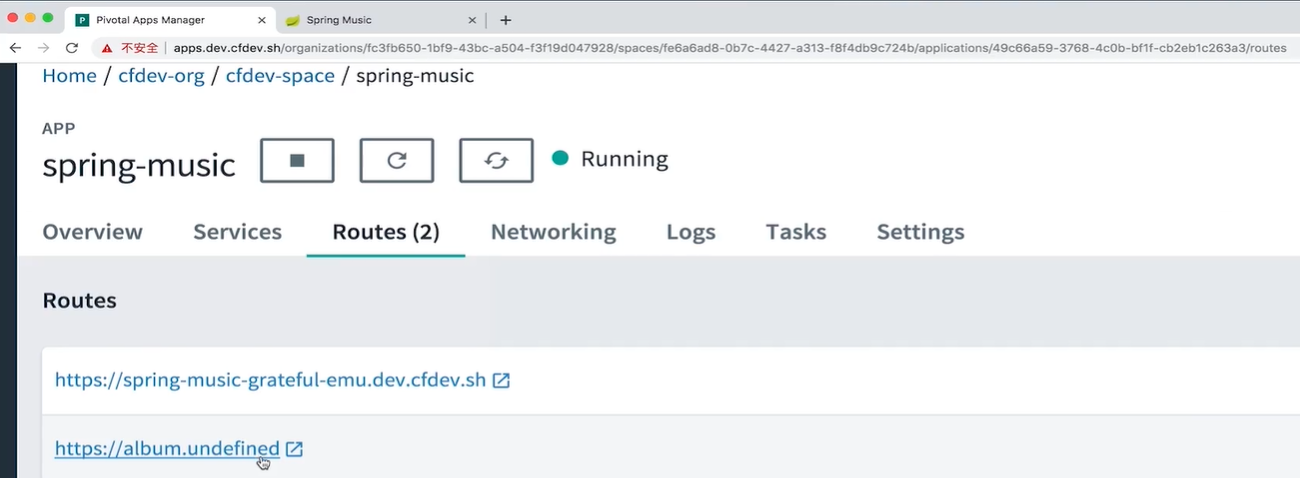 Pivotal Apps Manager
Spring Music
不安全 apps.dev.cfdev.sh/organizations/fc3fb650-1bf9-43bc-a504-f3f19d047928/spaces/fe6a6ad8-0b7c-4427-a313-f8f4db9c724b/applications/49c66a59-3768-4c0b-bf1f-cb2eb1c263a3/routes
Home / cfdev-org / cfdev-space / spring-music
APP
spring-music
Running
Overview Services Routes (2) Networking Logs Tasks Settings
Routes
https://spring-music-grateful-emu.dev.cfdev.sh
https://album.undefined